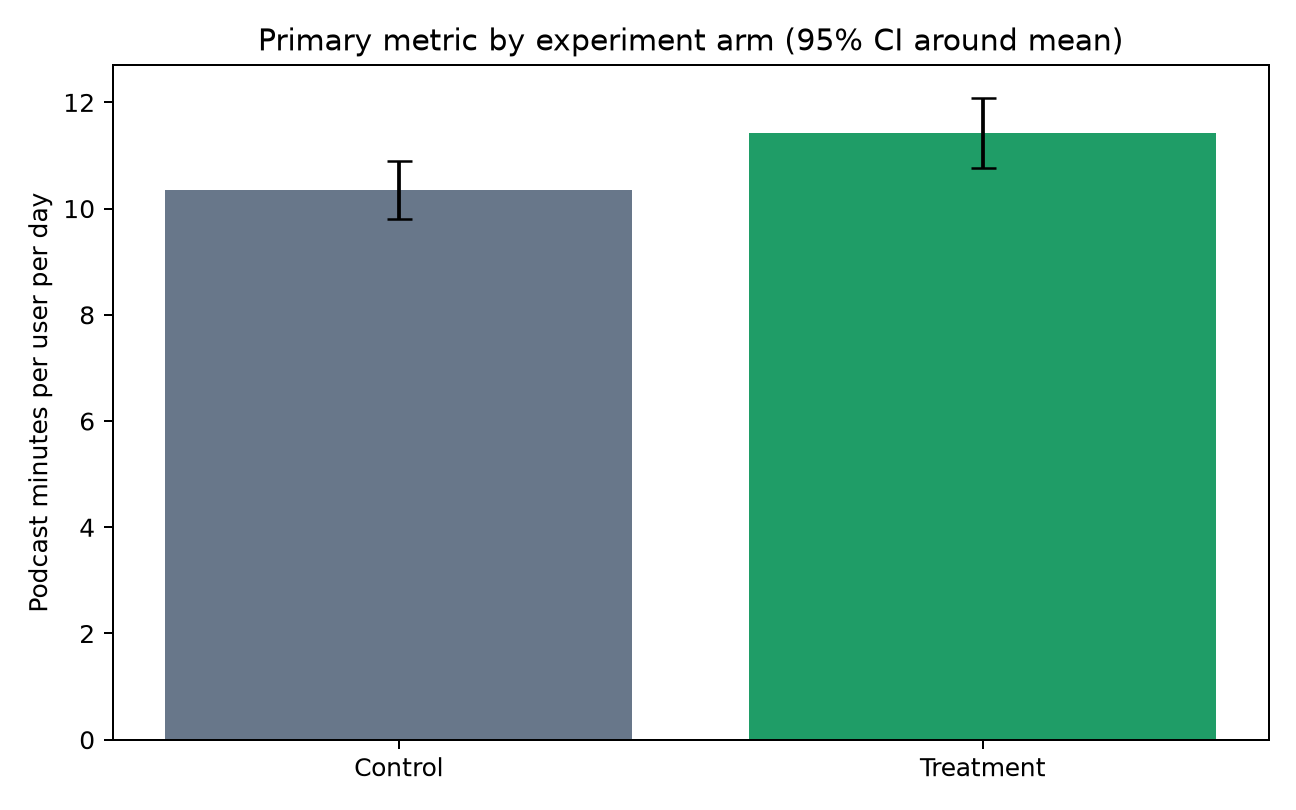 Primary metric by experiment arm (95% CI around mean)
Podcast minutes per user per day
12
10
8
6
4
2
0
Control
Treatment